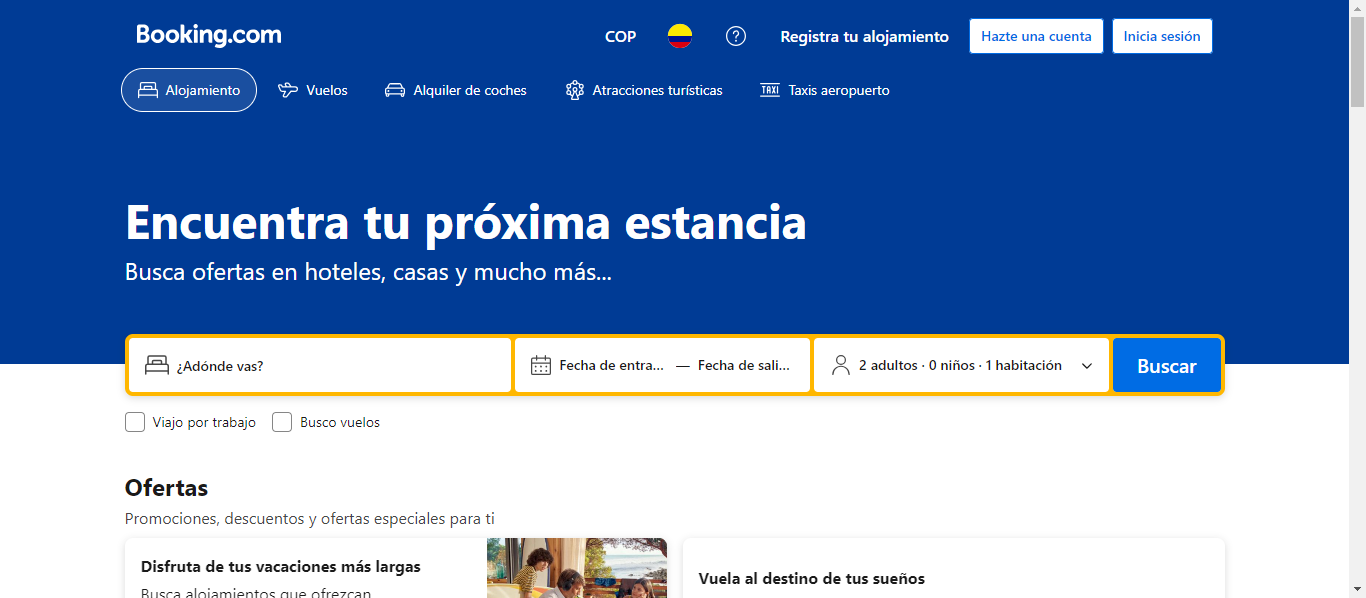 Booking.com
COP
Registra tu alojamiento
Hazte una cuenta
Inicia sesión
Alojamiento
Vuelos
Alquiler de coches
Atracciones turísticas
TAXI
Taxis aeropuerto
Encuentra tu próxima estancia
Busca ofertas en hoteles, casas y mucho más...
¿Adónde vas?
Fecha de entra... — Fecha de sali...
2 adultos · 0 niños · 1 habitación
Buscar
Viajo por trabajo
Busco vuelos
Ofertas
Promociones, descuentos y ofertas especiales para ti
Disfruta de tus vacaciones más largas
Busca alojamientos que ofrezcan
Vuela al destino de tus sueños